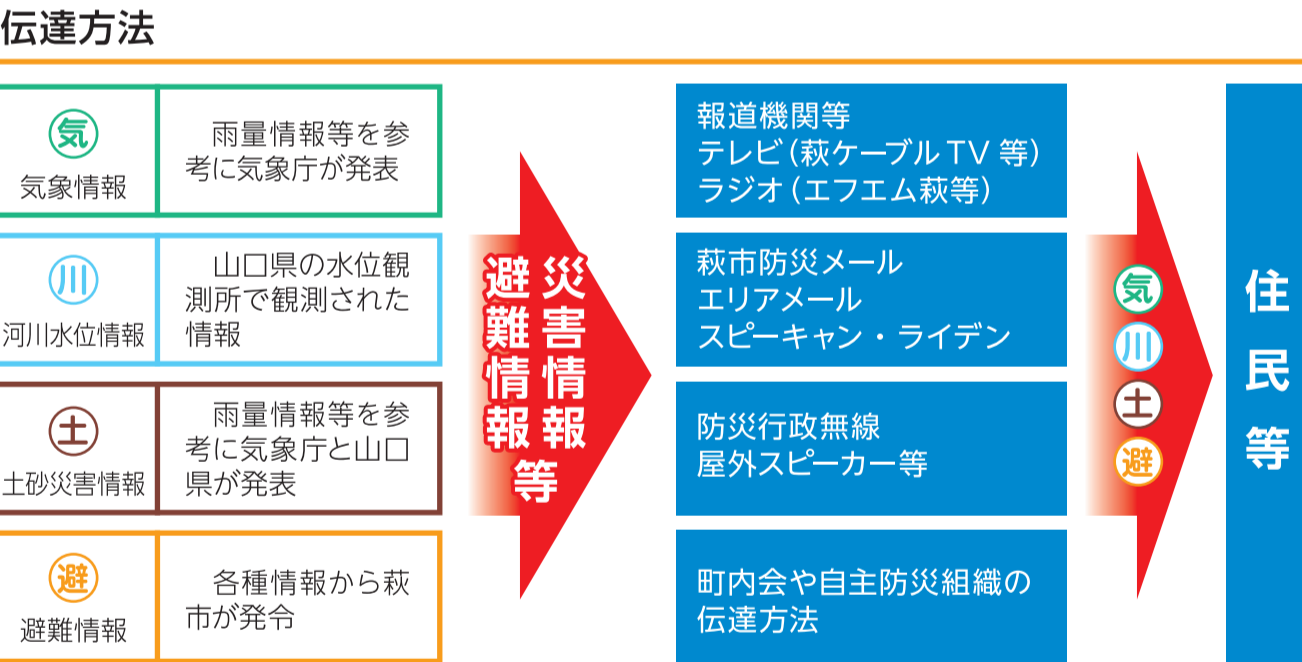 伝達方法
気
気象情報
雨量情報等を参
考に気象庁が発表
川
河川水位情報
山口県の水位観
測所で観測された
情報
土
土砂災害情報
雨量情報等を参
考に気象庁と山口
県が発表
避
避難情報
各種情報から萩
市が発令
災害情報
避難情報
等
報道機関等
テレビ（萩ケーブルTV 等）
ラジオ（エフエム萩等）
萩市防災メール
エリアメール
スピーキャン・ライデン
防災行政無線
屋外スピーカー等
町内会や自主防災組織の
伝達方法
気
川
土
避
住民等